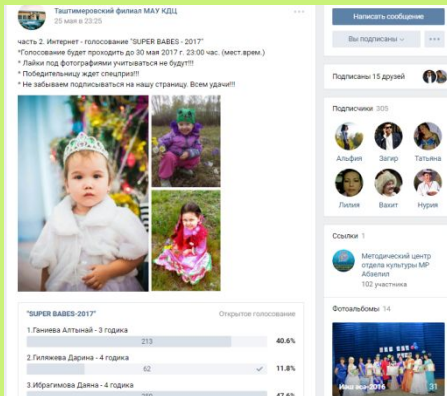 Таштимеровский филиал МАУ КДЦ
25 мая в 23:25
часть 2. Интернет - голосование "SUPER BABES - 2017"
*Голосование будет проходить до 30 мая 2017 г. 23:00 час. (мест.врем.)
* Лайки под фотографиями учитываться не будут!!!
* Победительницу ждет спецприз!!!
* Не забываем подписываться на нашу страницу. Всем удачи!!!
"SUPER BABES-2017"
Открытое голосование
1.Ганиева Алтынай - 3 годика
213
40.6%
2.Гиляжева Дарина - 4 годика
62
11.8%
3.Ибрагимова Даяна - 4 годика
47.6%
Написать сообщение
Вы подписаны
Подписаны 15 друзей
Подписчики 305
Альфия
Загир
Татьяна
Лилия
Вахит
Нурия
Ссылки 1
Методический центр
отдела культуры МР
Абзелил
102 участника
Фотоальбомы 14
31